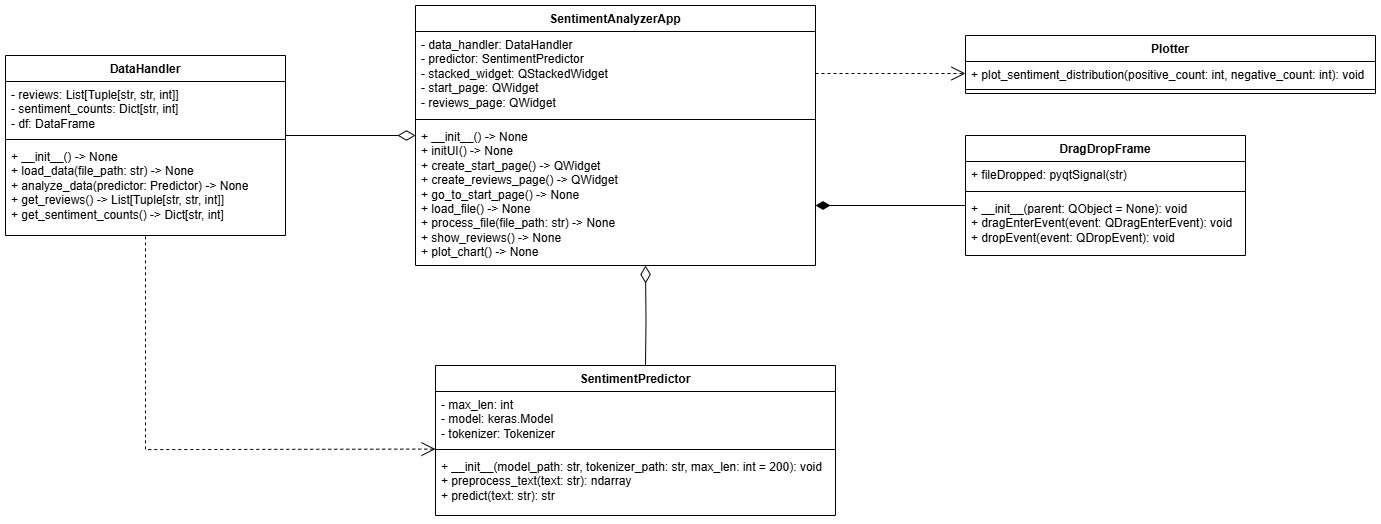 SentimentAnalyzerApp
- data_handler: DataHandler
- predictor: SentimentPredictor
- stacked_widget: QStackedWidget
- start_page: QWidget
- reviews_page: QWidget
+ __init__() -> None
+ initUI() -> None
+ create_start_page() -> QWidget
+ create_reviews_page() -> QWidget
+ go_to_start_page() -> None
+ load_file() -> None
+ process_file(file_path: str) -> None
+ show_reviews() -> None
+ plot_chart() -> None
DataHandler
- reviews: List[Tuple[str, str, int]]
- sentiment_counts: Dict[str, int]
- df: DataFrame
+ __init__() -> None
+ load_data(file_path: str) -> None
+ analyze_data(predictor: Predictor) -> None
+ get_reviews() -> List[Tuple[str, str, int]]
+ get_sentiment_counts() -> Dict[str, int]
Plotter
+ plot_sentiment_distribution(positive_count: int, negative_count: int): void
DragDropFrame
+ fileDropped: pyqtSignal(str)
+ __init__(parent: QObject = None): void
+ dragEnterEvent(event: QDragEnterEvent): void
+ dropEvent(event: QDropEvent): void
SentimentPredictor
- max_len: int
- model: keras.Model
- tokenizer: Tokenizer
+ __init__(model_path: str, tokenizer_path: str, max_len: int = 200): void
+ preprocess_text(text: str): ndarray
+ predict(text: str): str